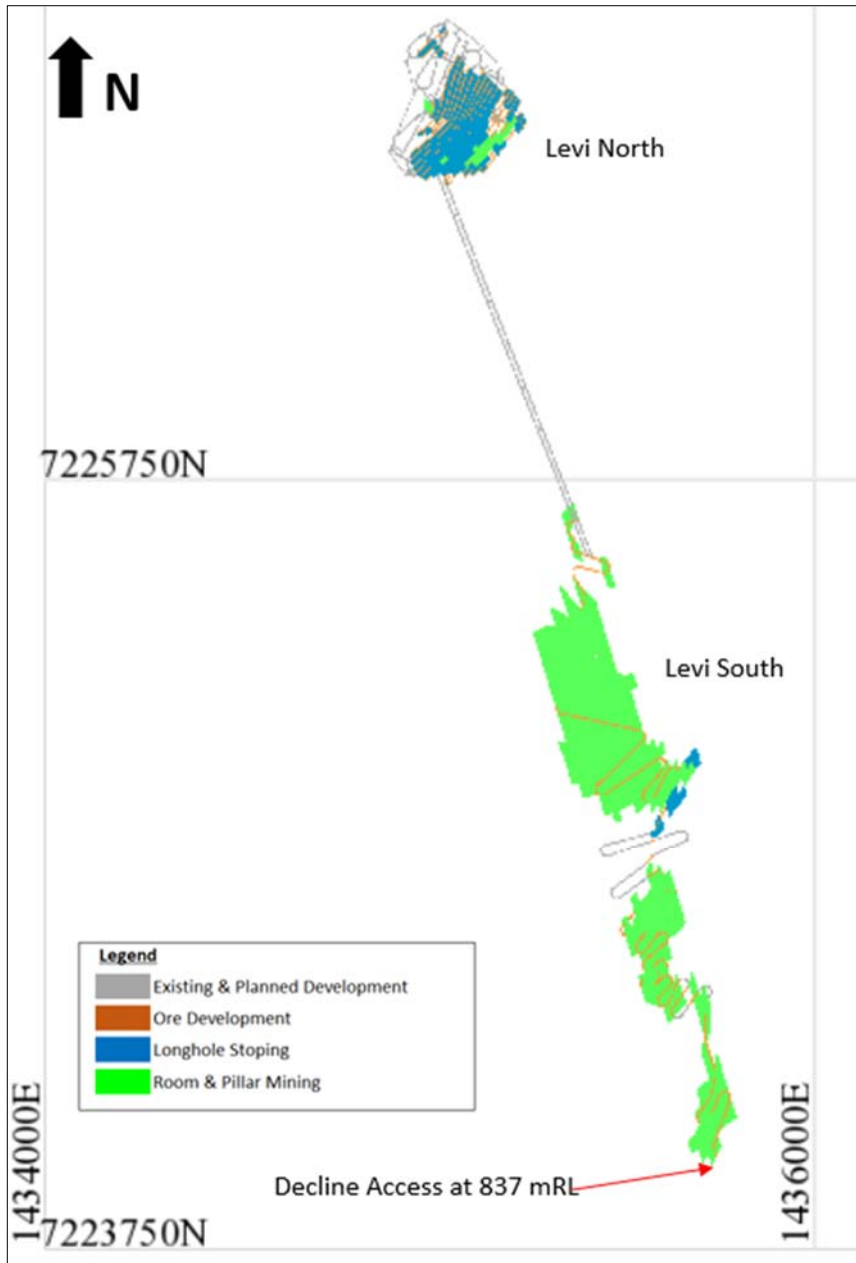 N
Levi North
7225750N
Levi South
Legend
Existing & Planned Development
Ore Development
Longhole Stoping
Room & Pillar Mining
1434000E
1436000E
Decline Access at 837 mRL
7223750N